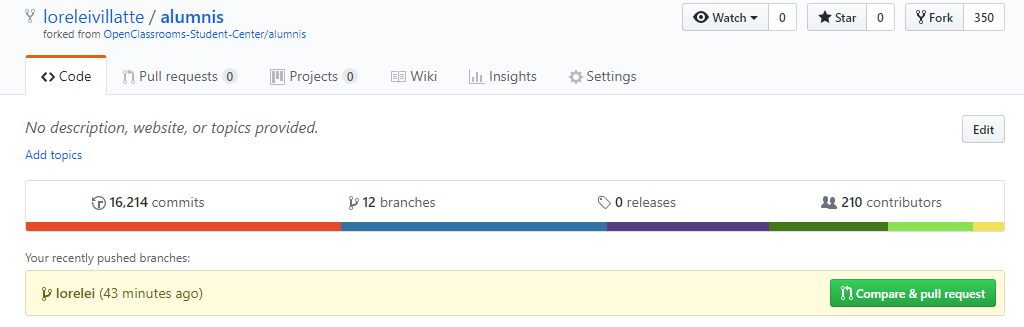 loreleivillatte / alumnis
Watch 0 Star 0 Fork 350
forked from OpenClassrooms-Student-Center/alumnis
Code Pull requests 0 Projects 0 Wiki Insights Settings
No description, website, or topics provided.
Edit
Add topics
16,214 commits 12 branches 0 releases 210 contributors
Your recently pushed branches:
lorelei (43 minutes ago) Compare & pull request